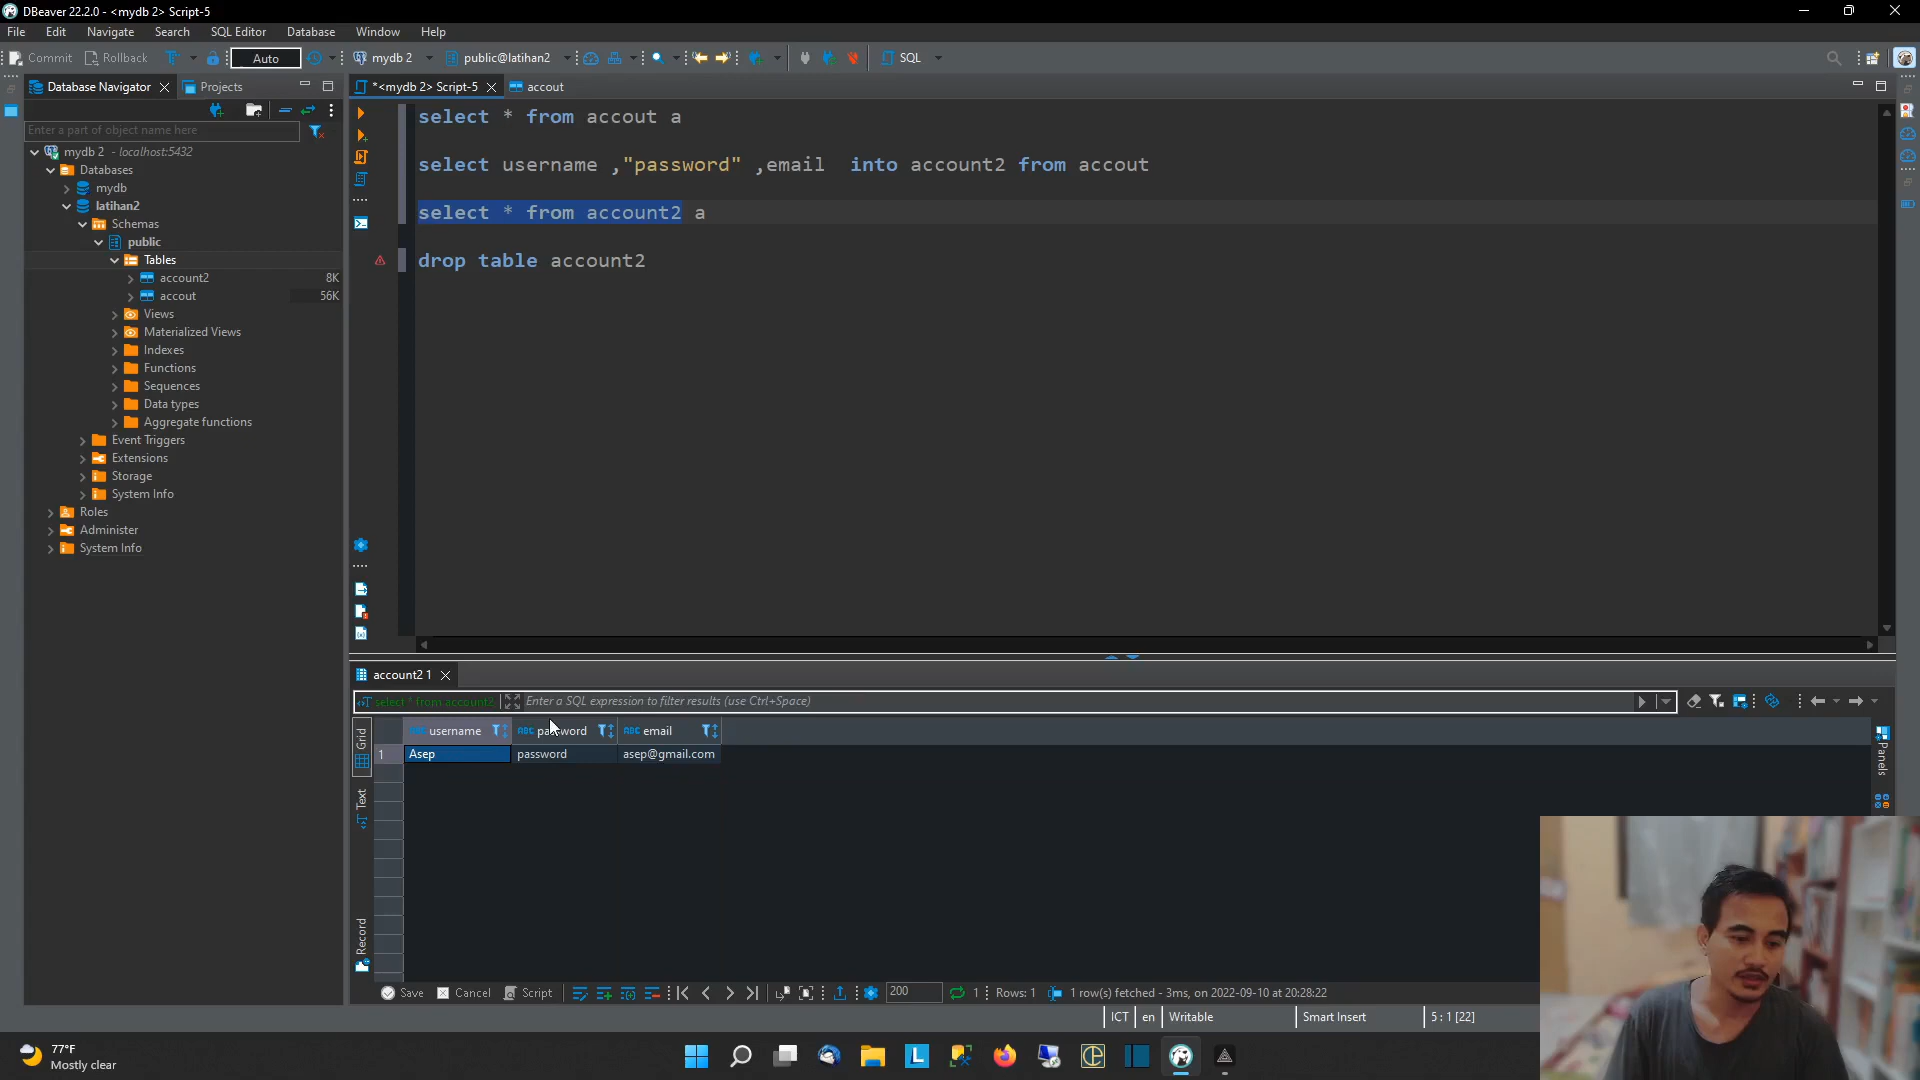 DBeaver 22.2.0 - <mydb 2> Script-5
File Edit Navigate Search SQL Editor Database Window Help
Commit Rollback Auto mydb 2 public@latihan2 SQL
Database Navigator Projects
*<mydb 2> Script-5 accout
Enter a part of object name here
mydb 2 - localhost:5432
Databases
mydb
latihan2
Schemas
public
Tables
account2 8K
accout 56K
Views
Materialized Views
Indexes
Functions
Sequences
Data types
Aggregate functions
Event Triggers
Extensions
Storage
System Info
Roles
Administer
System Info
select * from accout a
select username ,"password" ,email  into account2 from accout
select * from account2 a
drop table account2
account2 1
select * from account2
Enter a SQL expression to filter results (use Ctrl+Space)
Grid
Text
Record
Panels
ABC username ABC password ABC email
1 Asep password asep@gmail.com
Save Cancel Script 200 1 Rows: 1 1 row(s) fetched - 3ms, on 2022-09-10 at 20:28:22
ICT en Writable Smart Insert 5 : 1 [22]
77°F
Mostly clear